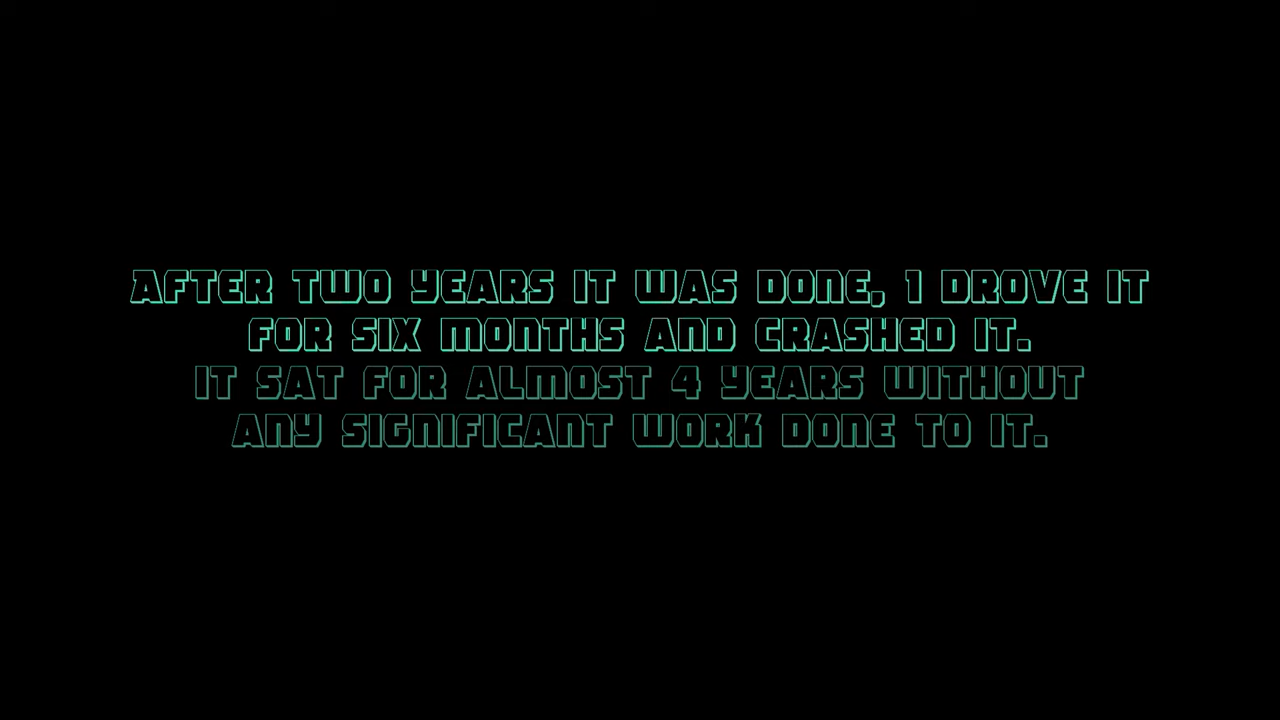 AFTER TWO YEARS IT WAS DONE, I DROVE IT
FOR SIX MONTHS AND CRASHED IT.
IT SAT FOR ALMOST 4 YEARS WITHOUT
ANY SIGNIFICANT WORK DONE TO IT.